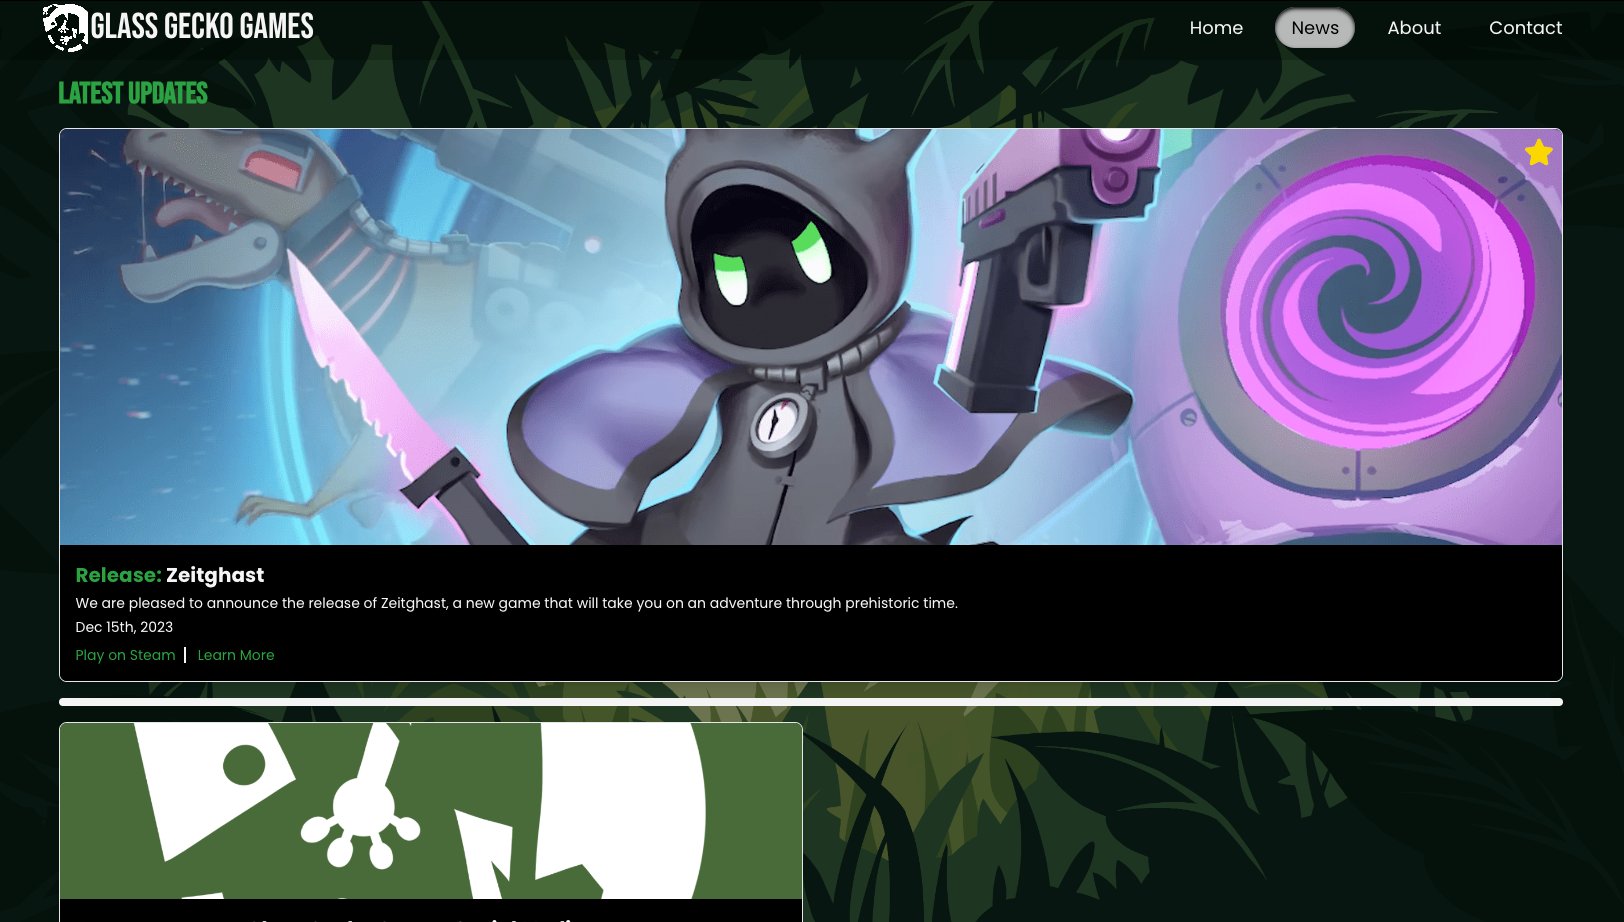 GLASS GECKO GAMES
Home News About Contact
LATEST UPDATES
Release: Zeitghast
We are pleased to announce the release of Zeitghast, a new game that will take you on an adventure through prehistoric time.
Dec 15th, 2023
Play on Steam | Learn More